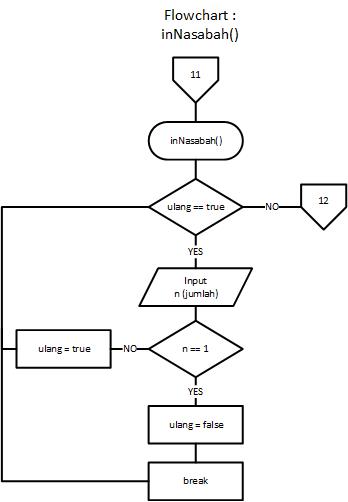 Flowchart :
inNasabah()
11
inNasabah()
ulang == true
NO
12
YES
Input
n (jumlah)
ulang = true
NO
n == 1
YES
ulang = false
break